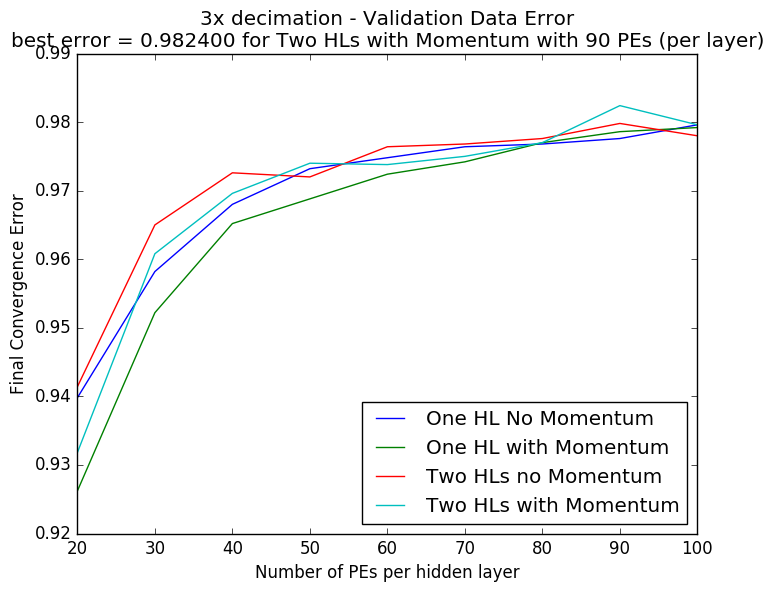 3x decimation - Validation Data Error
best error = 0.982400 for Two HLs with Momentum with 90 PEs (per layer)
0.99
0.98
0.97
0.96
0.95
0.94
0.93
0.92
Final Convergence Error
One HL No Momentum
One HL with Momentum
Two HLs no Momentum
Two HLs with Momentum
20 30 40 50 60 70 80 90 100
Number of PEs per hidden layer